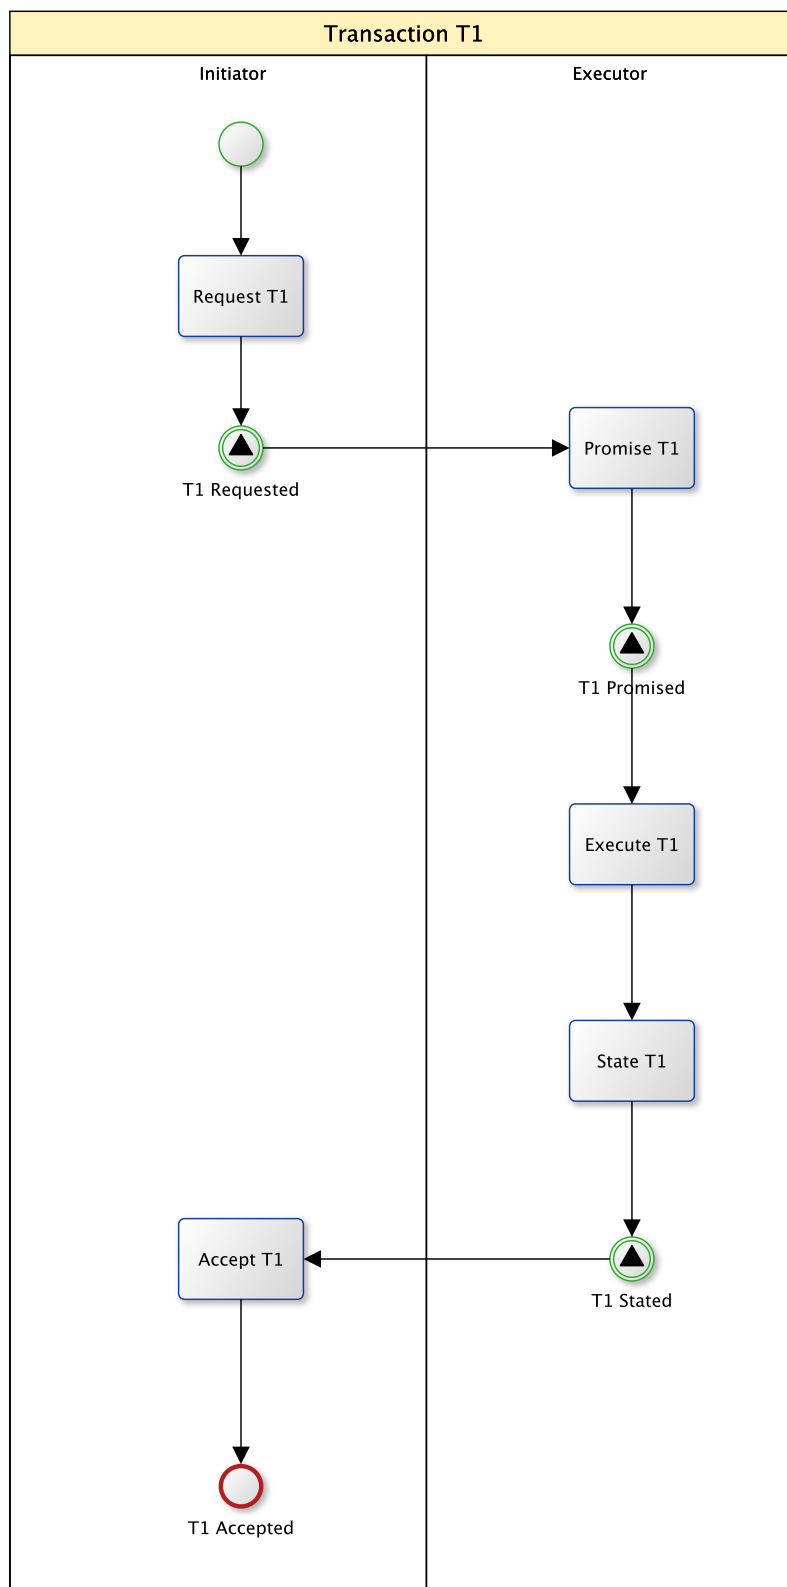 Transaction T1
Initiator
Executor
Request T1
T1 Requested
Promise T1
T1 Promised
Execute T1
State T1
T1 Stated
Accept T1
T1 Accepted